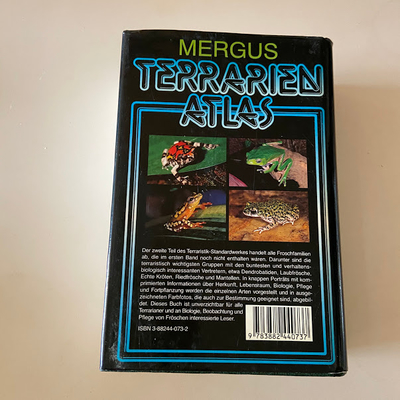 MERGUS
TERRARIEN
ATLAS
Der zweite Teil des Terraristik-Standardwerkes handelt alle Froschfamilien
ab, die im ersten Band noch nicht enthalten waren. Darunter sind die
terraristisch wichtigsten Gruppen mit den buntesten und verhaltens-
biologisch interessanten Vertretern, etwa Dendrobatiden, Laubfrösche,
Echte Kröten, Riedfrösche und Mantellen. In knappen Porträts mit kom-
primierten Informationen über Herkunft, Lebensraum, Biologie, Pflege
und Fortpflanzung werden die einzelnen Arten vorgestellt und in ausge-
zeichneten Farbfotos, die auch zur Bestimmung geeignet sind, abgebil-
det. Dieses Buch ist unverzichtbar für alle
Terrarianer und an Biologie, Beobachtung und
Pflege von Fröschen interessierte Leser.
ISBN 3-88244-073-2
9 783882 440737